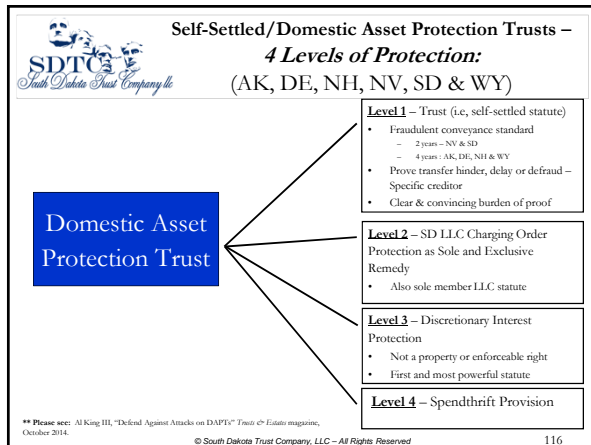 SDTC
South Dakota Trust Company llc
Self-Settled/Domestic Asset Protection Trusts –
4 Levels of Protection:
(AK, DE, NH, NV, SD & WY)
Domestic Asset
Protection Trust
Level 1 – Trust (i.e, self-settled statute)
• Fraudulent conveyance standard
– 2 years – NV & SD
– 4 years : AK, DE, NH & WY
• Prove transfer hinder, delay or defraud –
Specific creditor
• Clear & convincing burden of proof
Level 2 – SD LLC Charging Order
Protection as Sole and Exclusive
Remedy
• Also sole member LLC statute
Level 3 – Discretionary Interest
Protection
• Not a property or enforceable right
• First and most powerful statute
Level 4 – Spendthrift Provision
** Please see: Al King III, “Defend Against Attacks on DAPTs” Trusts & Estates magazine,
October 2014.
© South Dakota Trust Company, LLC – All Rights Reserved
116